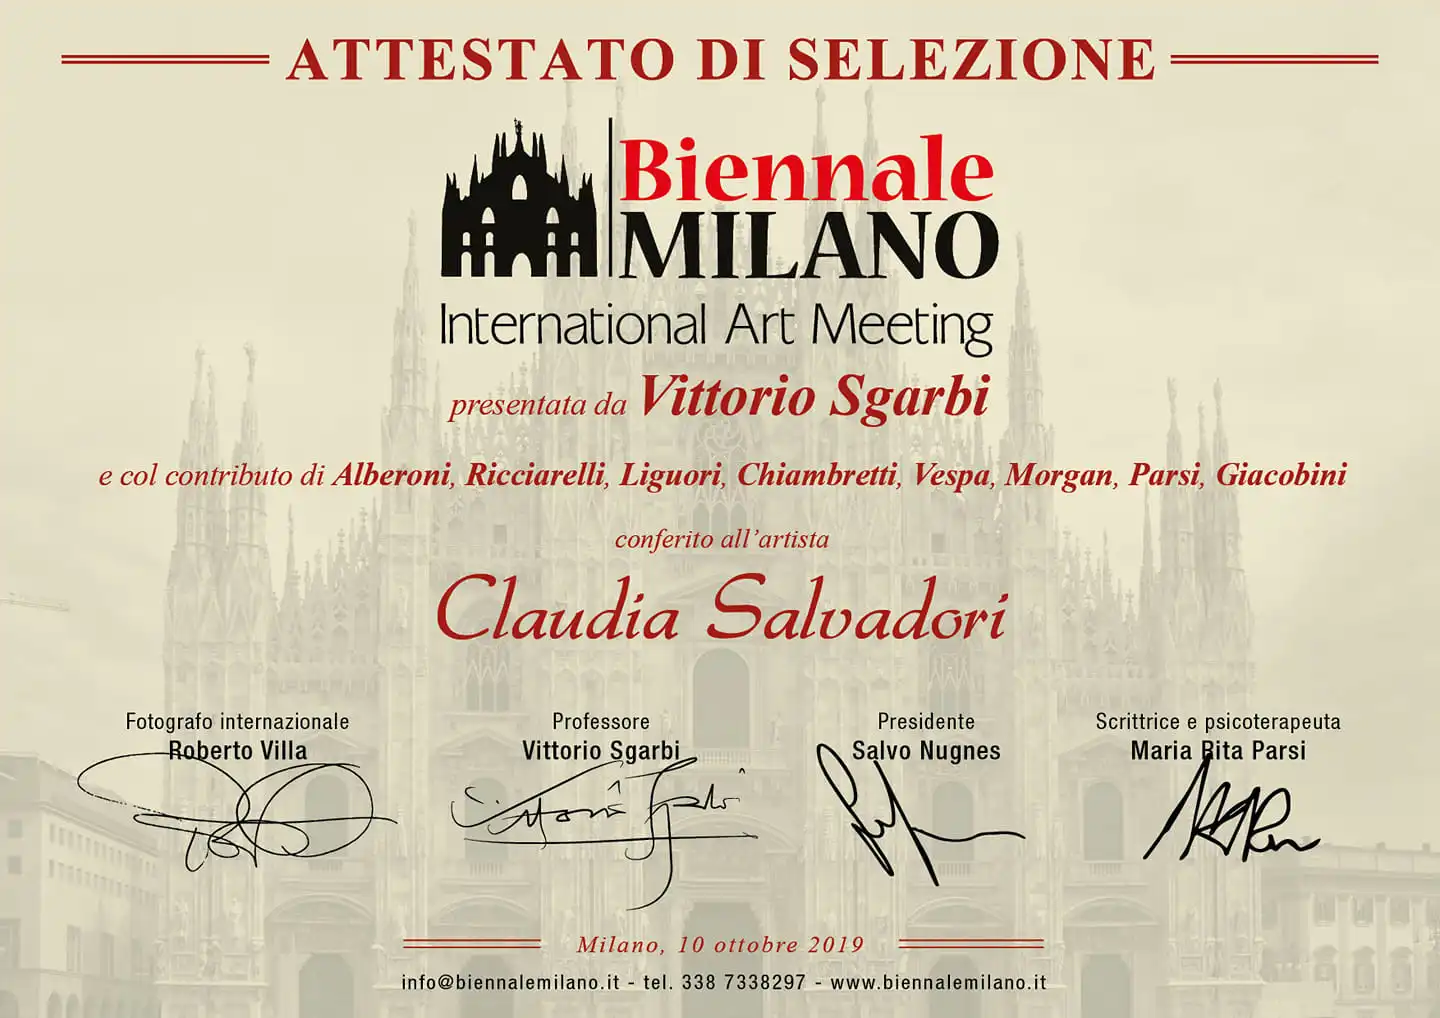 ATTESTATO DI SELEZIONE
Biennale
MILANO
International Art Meeting
presentata da Vittorio Sgarbi
e col contributo di Alberoni, Ricciarelli, Liguori, Chiambretti, Vespa, Morgan, Parsi, Giacobini
conferito all'artista
Claudia Salvadori
Fotografo internazionale
Roberto Villa
Professore
Vittorio Sgarbi
Presidente
Salvo Nugnes
Scrittrice e psicoterapeuta
Maria Rita Parsi
Milano, 10 ottobre 2019
info@biennalemilano.it - tel. 338 7338297 - www.biennalemilano.it